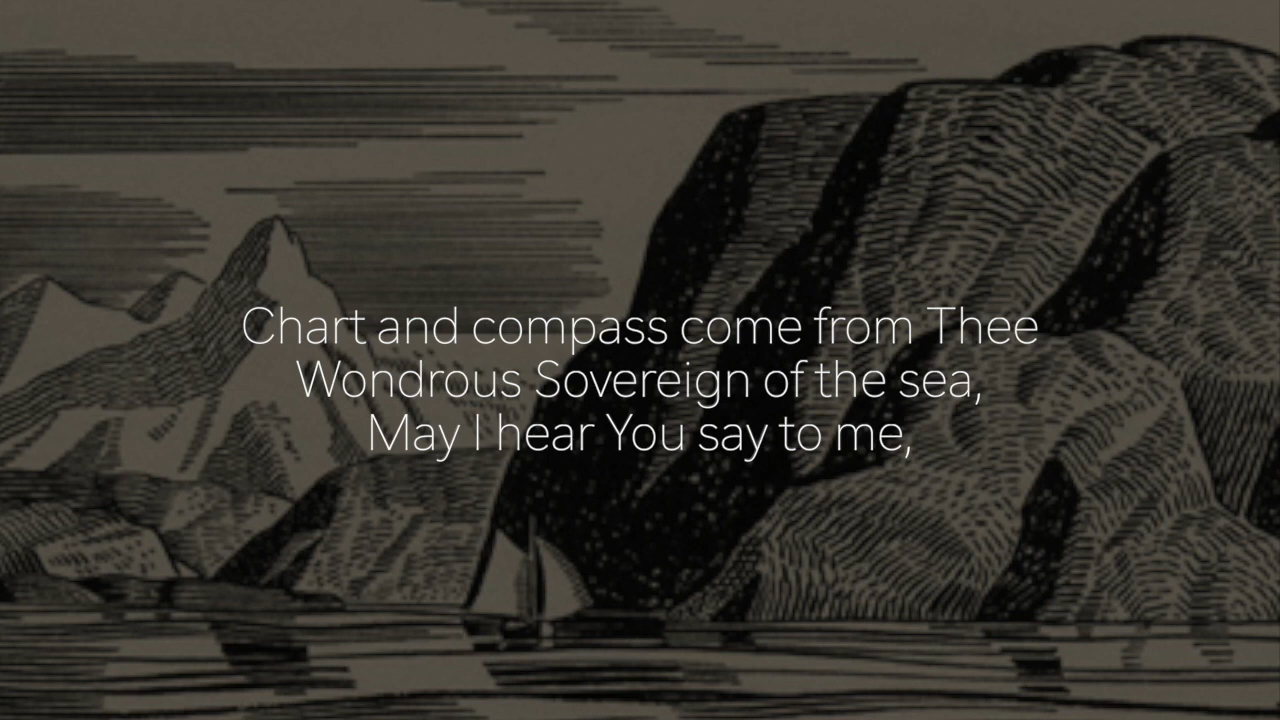 Chart and compass come from Thee
Wondrous Sovereign of the sea,
May I hear You say to me,